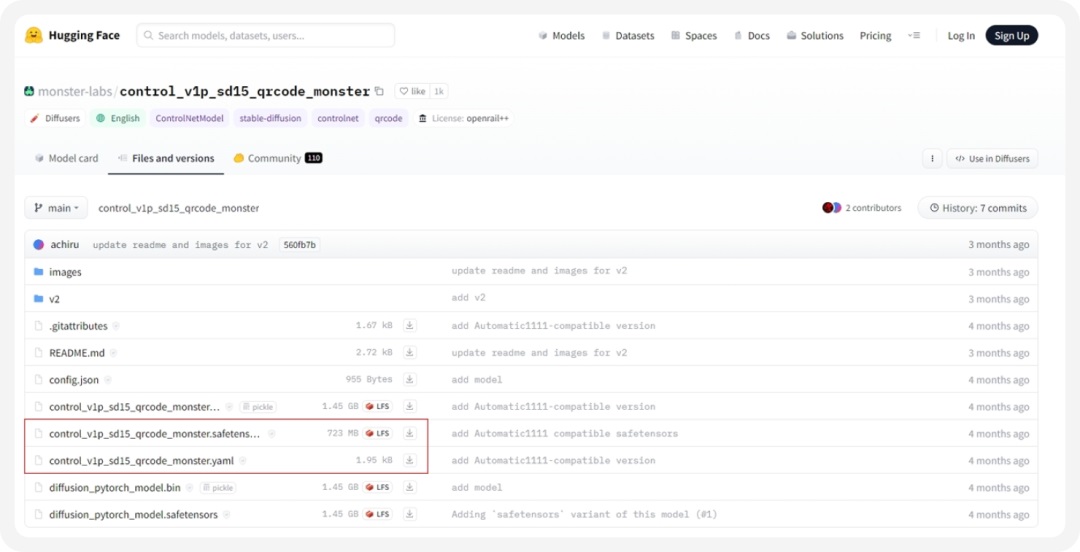 Hugging Face Search models, datasets, users... Models Datasets Spaces Docs Solutions Pricing Log In Sign Up
monster-labs/control_v1p_sd15_qrcode_monster like 1k
Diffusers English ControlNetModel stable-diffusion controlnet qrcode License: openrail++
Model card Files and versions Community 110 Use in Diffusers
main control_v1p_sd15_qrcode_monster 2 contributors History: 7 commits
achiru update readme and images for v2 560fb7b 3 months ago
images update readme and images for v2 3 months ago
v2 add v2 3 months ago
.gitattributes 1.67 kB add Automatic1111-compatible version 4 months ago
README.md 2.72 kB update readme and images for v2 3 months ago
config.json 955 Bytes add model 4 months ago
control_v1p_sd15_qrcode_monster... pickle 1.45 GB LFS add Automatic1111-compatible version 4 months ago
control_v1p_sd15_qrcode_monster.safetens... 723 MB LFS add Automatic1111 compatible safetensors 4 months ago
control_v1p_sd15_qrcode_monster.yaml 1.95 kB add Automatic1111-compatible version 4 months ago
diffusion_pytorch_model.bin pickle 1.45 GB LFS add model 4 months ago
diffusion_pytorch_model.safetensors 1.45 GB LFS Adding `safetensors` variant of this model (#1) 4 months ago